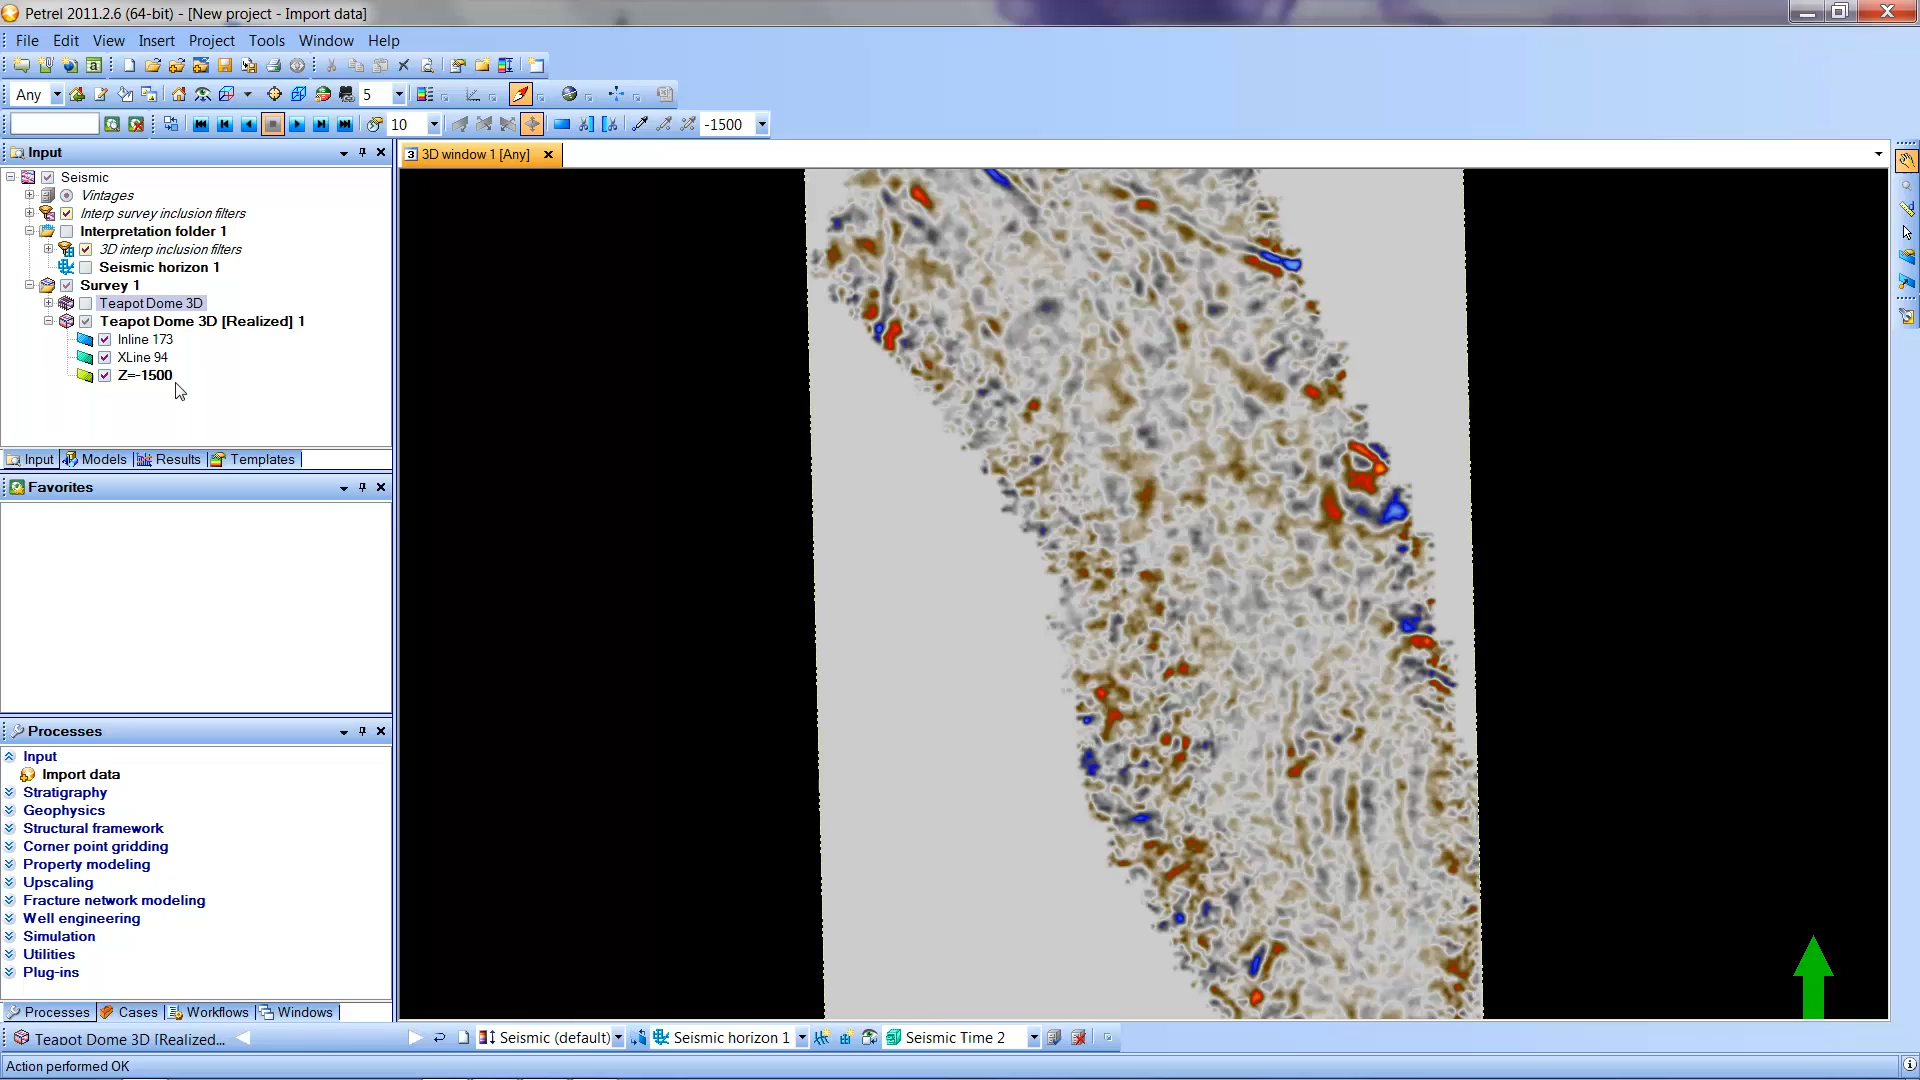 Petrel 2011.2.6 (64-bit) - [New project - Import data]
File Edit View Insert Project Tools Window Help
Any 5
10 -1500
Input
3D window 1 [Any]
Seismic
Vintages
Interp survey inclusion filters
Interpretation folder 1
3D interp inclusion filters
Seismic horizon 1
Survey 1
Teapot Dome 3D
Teapot Dome 3D [Realized] 1
Inline 173
XLine 94
Z=-1500
Input Models Results Templates
Favorites
Processes
Input
Import data
Stratigraphy
Geophysics
Structural framework
Corner point gridding
Property modeling
Upscaling
Fracture network modeling
Well engineering
Simulation
Utilities
Plug-ins
Processes Cases Workflows Windows
Teapot Dome 3D [Realized... Seismic (default) Seismic horizon 1 Seismic Time 2
Action performed OK